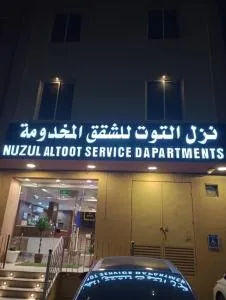 نزل التوت للشقق المخدومة
NUZUL ALTOOT SERVICE DAPARTMENTS